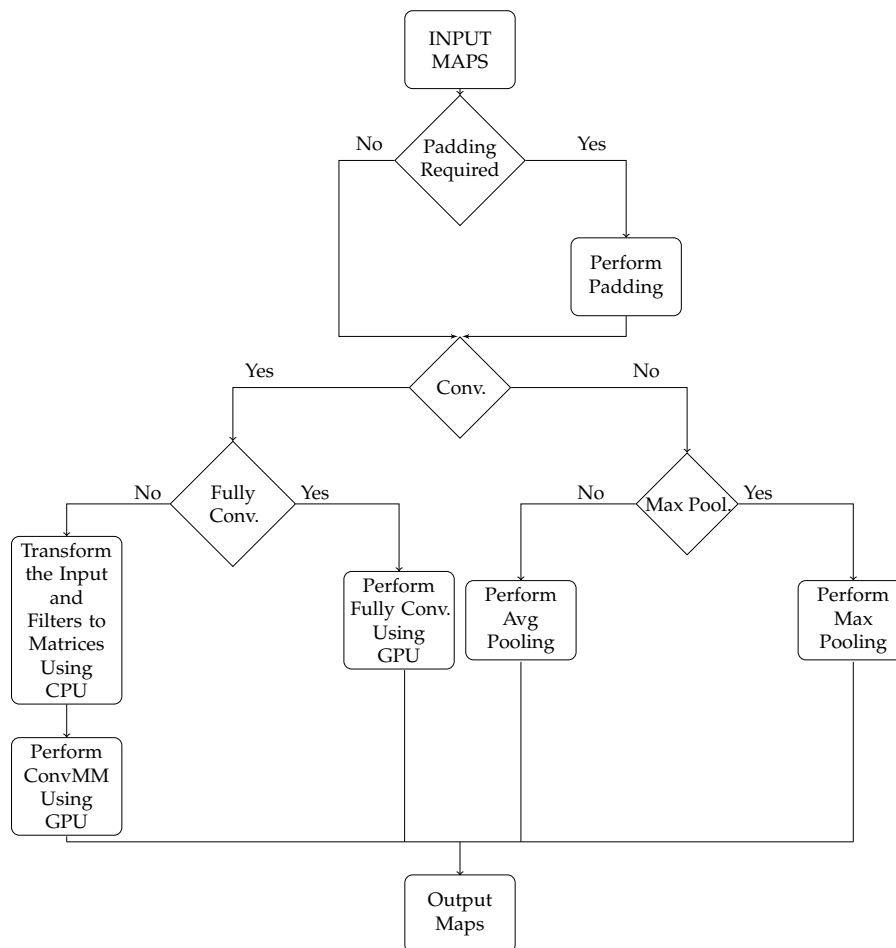 INPUT
MAPS
No
Padding
Required
Yes
Perform
Padding
Yes
Conv.
No
No
Fully
Conv.
Yes
No
Max Pool.
Yes
Transform
the Input
and
Filters to
Matrices
Using
CPU
Perform
Fully Conv.
Using
GPU
Perform
Avg
Pooling
Perform
Max
Pooling
Perform
ConvMM
Using
GPU
Output
Maps